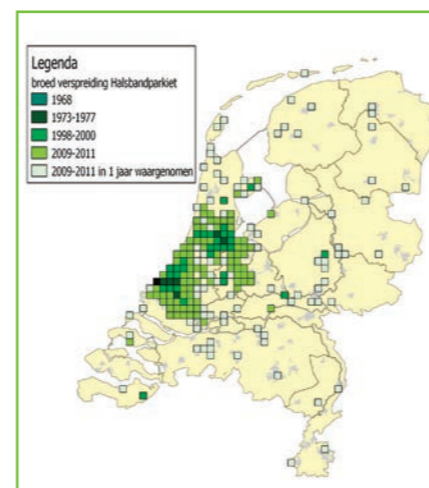 Legenda
broed verspreiding Halsbandparkiet
1968
1973-1977
1998-2000
2009-2011
2009-2011 in 1 jaar waargenomen